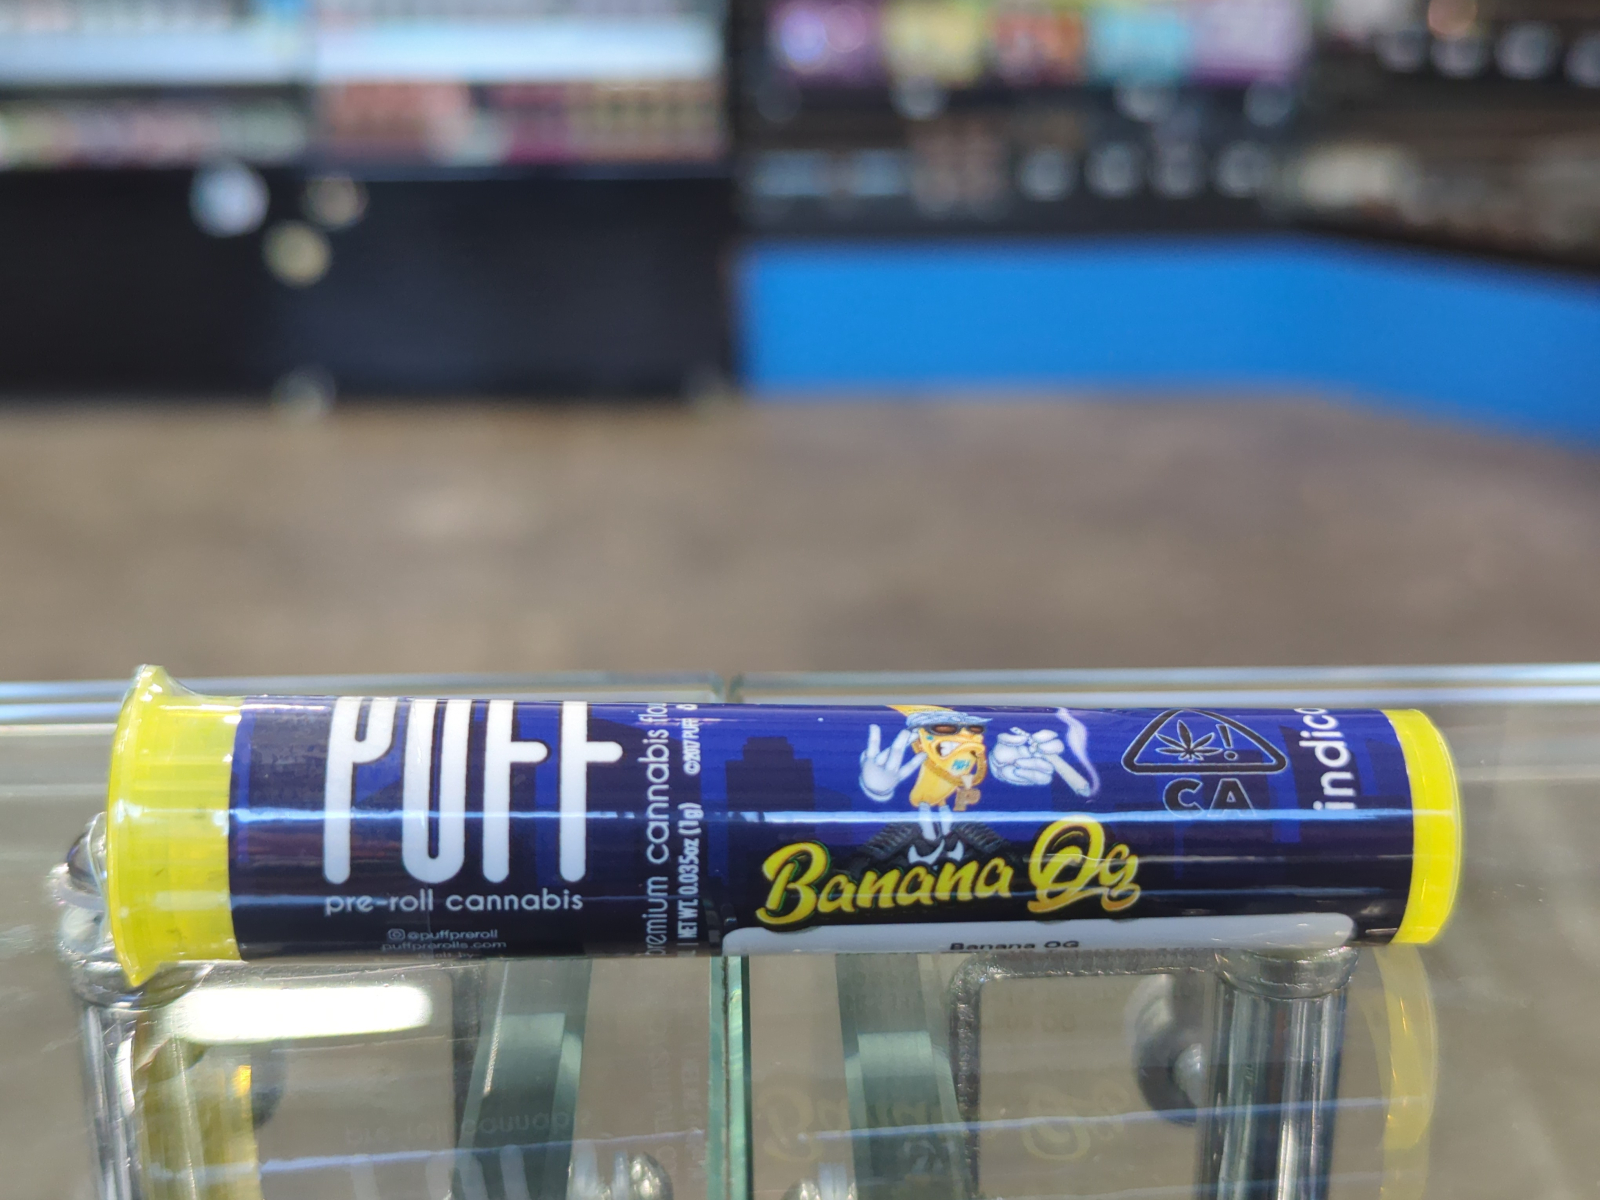 PUFF
pre-roll cannabis
@puffpreroll
puffprerolls.com
premium cannabis
NET WT. 0.035oz (1g)
©2017 PUFF
Banana Og
Banana OG
CA
indica